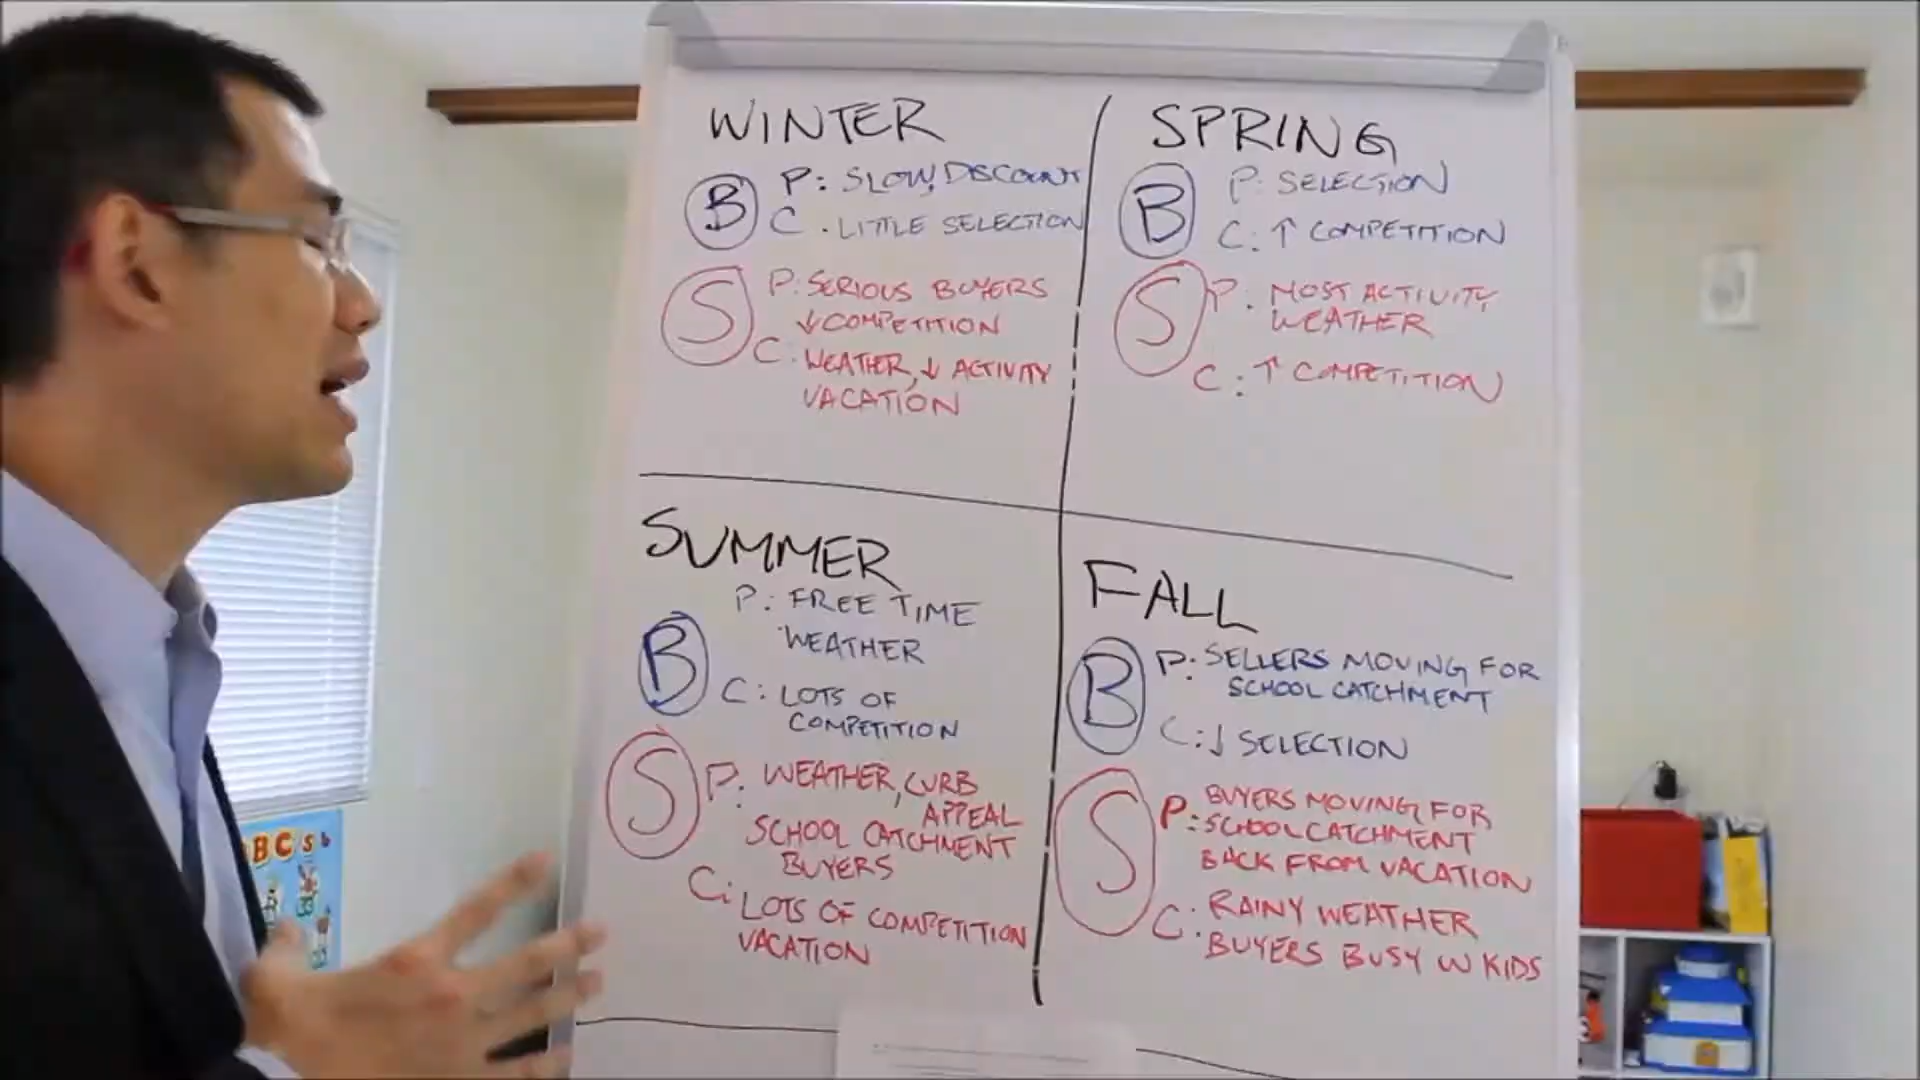 WINTER
B P: SLOW, DISCOUNT
C. LITTLE SELECTION
S P: SERIOUS BUYERS
↓ COMPETITION
C: WEATHER, ↓ ACTIVITY
VACATION
SPRING
B P: SELECTION
C: ↑ COMPETITION
S P: MOST ACTIVITY,
WEATHER
C: ↑ COMPETITION
SUMMER
P: FREE TIME
WEATHER
B
C: LOTS OF
COMPETITION
S P: WEATHER, CURB
APPEAL
SCHOOL CATCHMENT
BUYERS
C: LOTS OF COMPETITION
VACATION
FALL
B P: SELLERS MOVING FOR
SCHOOL CATCHMENT
C: ↓ SELECTION
S P: BUYERS MOVING FOR
SCHOOL CATCHMENT
BACK FROM VACATION
C: RAINY WEATHER
BUYERS BUSY W KIDS
BCs